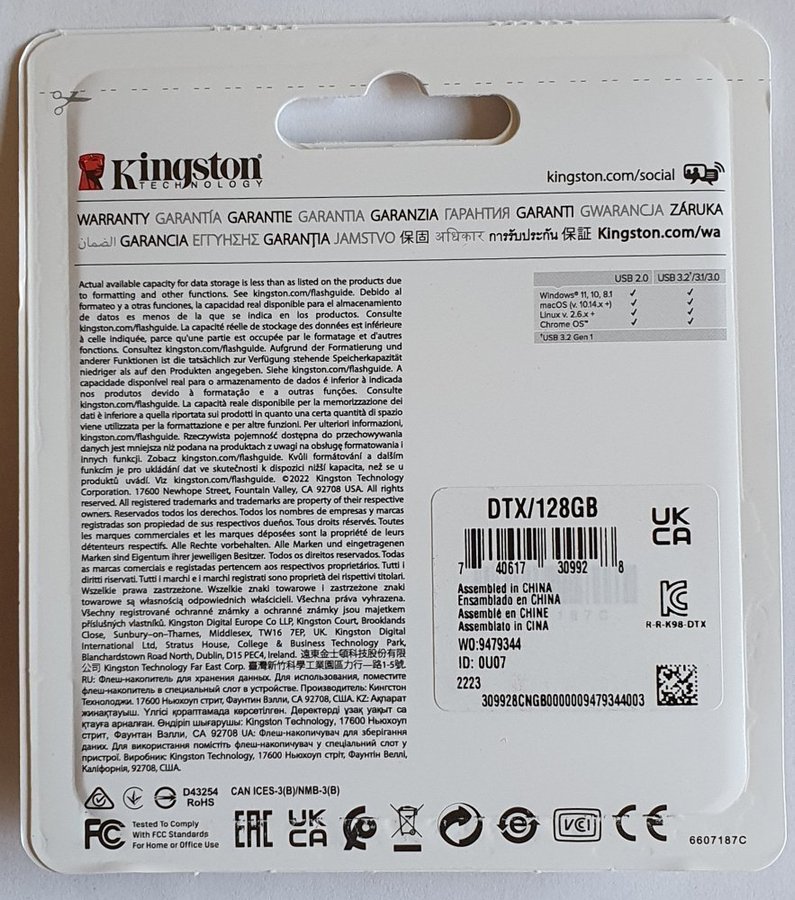 Kingston
TECHNOLOGY
kingston.com/social
WARRANTY GARANTÍA GARANTIE GARANTIA GARANZIA ГАРАНТИЯ GARANTI GWARANCJA ZÁRUKA
الضمان GARANCIA ΕΓΓΥΗΣΗΣ GARANȚIA JAMSTVO 保固 अधिकार การรับประกัน 保証 Kingston.com/wa
Actual available capacity for data storage is less than as listed on the products due
to formatting and other functions. See kingston.com/flashguide. Debido al
formateo y a otras funciones, la capacidad real disponible para el almacenamiento
de datos es menos de la que se indica en los productos. Consulte
kingston.com/flashguide. La capacité réelle de stockage des données est inférieure
à celle indiquée, parce qu'une partie est occupée par le formatage et d'autres
fonctions. Consultez kingston.com/flashguide. Aufgrund der Formatierung und
anderer Funktionen ist die tatsächlich zur Verfügung stehende Speicherkapazität
niedriger als auf den Produkten angegeben. Siehe kingston.com/flashguide. A
capacidade disponível real para o armazenamento de dados é inferior à indicada
nos produtos devido à formatação e a outras funções. Consulte
kingston.com/flashguide. La capacità reale disponibile per la memorizzazione dei
dati è inferiore a quella riportata sui prodotti in quanto una certa quantità di spazio
viene utilizzata per la formattazione e per altre funzioni. Per ulteriori informazioni,
kingston.com/flashguide. Rzeczywista pojemność dostępna do przechowywania
danych jest mniejsza niż podana na produktach z uwagi na obsługę formatowania i
innych funkcji. Zobacz kingston.com/flashguide. Kvůli formátování a dalším
funkcím je pro ukládání dat ve skutečnosti k dispozici nižší kapacita, než se u
produktů uvádí. Viz kingston.com/flashguide. ©2022 Kingston Technology
Corporation. 17600 Newhope Street, Fountain Valley, CA 92708 USA. All rights
reserved. All registered trademarks and trademarks are property of their respective
owners. Reservados todos los derechos. Todos los nombres de empresas y marcas
registradas son propiedad de sus respectivos dueños. Tous droits réservés. Toutes
les marques commerciales et les marques déposées sont la propriété de leurs
détenteurs respectifs. Alle Rechte vorbehalten. Alle Marken und eingetragenen
Marken sind Eigentum ihrer jeweiligen Besitzer. Todos os direitos reservados. Todas
as marcas comerciais e registradas pertencem aos respectivos proprietários. Tutti i
diritti riservati. Tutti i marchi e i marchi registrati sono proprietà dei rispettivi titolari.
Wszelkie prawa zastrzeżone. Wszelkie znaki towarowe i zastrzeżone znaki
towarowe są własnością odpowiednich właścicieli. Všechna práva vyhrazena.
Všechny registrované ochranné známky a ochranné známky jsou majetkem
příslušných vlastníků. Kingston Digital Europe Co LLP, Kingston Court, Brooklands
Close, Sunbury-on-Thames, Middlesex, TW16 7EP, UK. Kingston Digital
International Ltd, Stratus House, College & Business Technology Park,
Blanchardstown Road North, Dublin, D15 PEC4, Ireland. 遠東金士頓科技股份有限公
司 Kingston Technology Far East Corp. 臺灣新竹科學工業園區力行一路1-5號.
RU: Флеш-накопитель для хранения данных. Для использования, поместите
флеш-накопитель в специальный слот в устройстве. Производитель: Кингстон
Технолоджи. 17600 Ньюхоуп Стрит, Фаунтин Вэлли, CA 92708, США. KZ: Ақпарат
жинақтауыш. Үлгісі қораптамада көрсетілген. Деректерді ұзақ уақыт са
қтауға арналған. Өндіріп шығарушы: Kingston Technology, 17600 Ньюхоуп
стрит, Фаунтан Вэлли, CA 92708 UA: Флеш-накопичувач для зберігання
даних. Для використання помістіть флеш-накопичувач у спеціальний слот у
пристрої. Виробник: Kingston Technology, 17600 Ньюхоуп стріт, Фаунтін Веллі,
Каліфорнія, 92708, США.
USB 2.0 USB 3.2†/3.1/3.0
Windows® 11, 10, 8.1 ✓ ✓
macOS (v. 10.14.x +) ✓ ✓
Linux v. 2.6.x + ✓ ✓
Chrome OS™ ✓ ✓
†USB 3.2 Gen 1
DTX/128GB
7 40617 30992 8
Assembled in CHINA
Ensamblado en CHINA
Assemblé en CHINE
Assemblato in CINA
WO:9479344
ID: 0U07
2223
309928CNGB0000009479344003
UK
CA
R-R-K98-DTX
D43254
RoHS
CAN ICES-3(B)/NMB-3(B)
FC
Tested To Comply
With FCC Standards
For Home or Office Use
EAC
UK
CA
VCCI
CE
6607187C